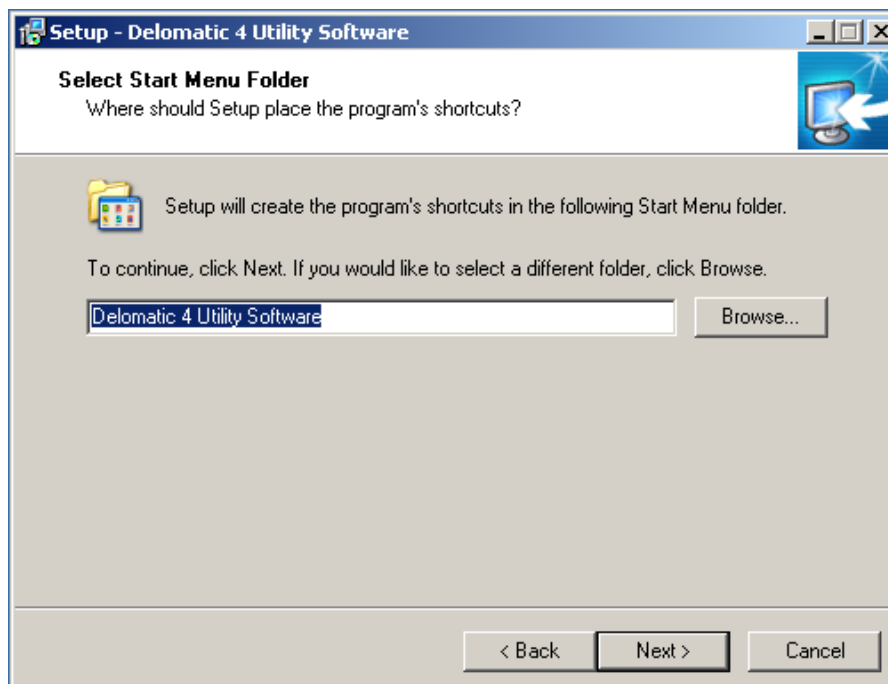 Setup - Delomatic 4 Utility Software
Select Start Menu Folder
Where should Setup place the program's shortcuts?
Setup will create the program's shortcuts in the following Start Menu folder.
To continue, click Next. If you would like to select a different folder, click Browse.
Delomatic 4 Utility Software
Browse...
< Back
Next >
Cancel